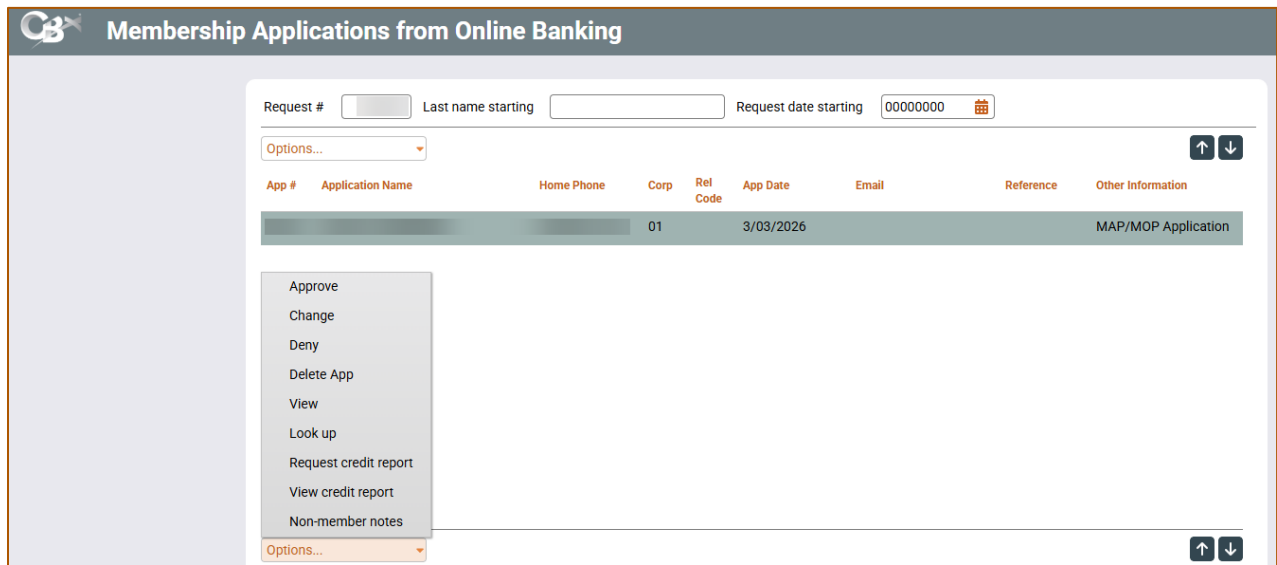 CBX Membership Applications from Online Banking
Request # Last name starting Request date starting 00000000
Options...
App # Application Name Home Phone Corp Rel Code App Date Email Reference Other Information
01 3/03/2026 MAP/MOP Application
Approve
Change
Deny
Delete App
View
Look up
Request credit report
View credit report
Non-member notes
Options...